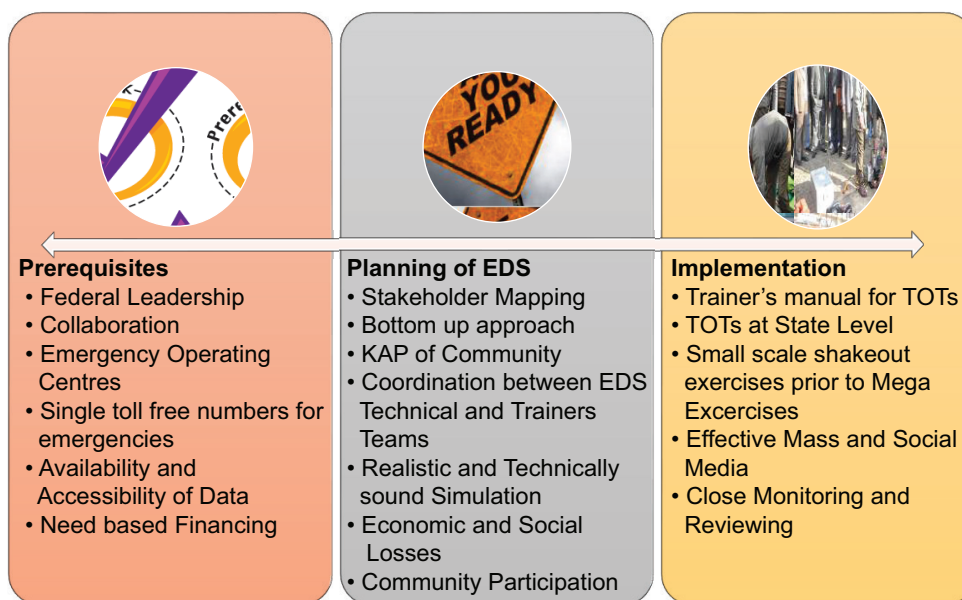 Prere
YOU
READY
Prerequisites
• Federal Leadership
• Collaboration
• Emergency Operating
Centres
• Single toll free numbers for
emergencies
• Availability and
Accessibility of Data
• Need based Financing
Planning of EDS
• Stakeholder Mapping
• Bottom up approach
• KAP of Community
• Coordination between EDS
Technical and Trainers
Teams
• Realistic and Technically
sound Simulation
• Economic and Social
Losses
• Community Participation
Implementation
• Trainer’s manual for TOTs
• TOTs at State Level
• Small scale shakeout
exercises prior to Mega
Excercises
• Effective Mass and Social
Media
• Close Monitoring and
Reviewing